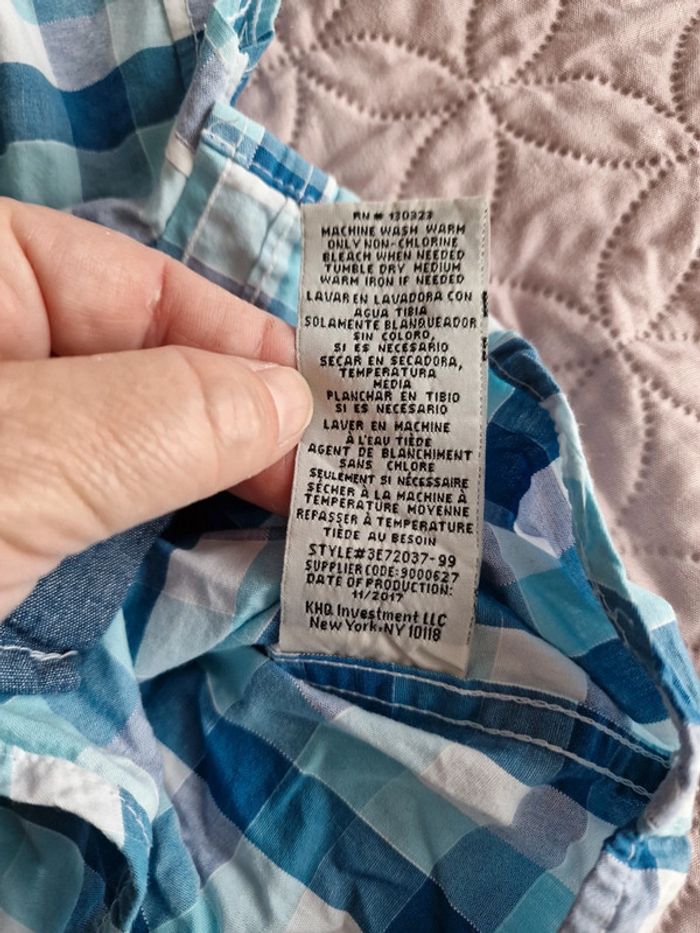 RN # 130323
MACHINE WASH WARM
ONLY NON-CHLORINE
BLEACH WHEN NEEDED
TUMBLE DRY MEDIUM
WARM IRON IF NEEDED
LAVAR EN LAVADORA CON
AGUA TIBIA
SOLAMENTE BLANQUEADOR
SIN COLORO,
SI ES NECESARIO
SECAR EN SECADORA,
TEMPERATURA
MEDIA
PLANCHAR EN TIBIO
SI ES NECESARIO
LAVER EN MACHINE
À L'EAU TIÈDE
AGENT DE BLANCHIMENT
SANS CHLORE
SEULEMENT SI NÉCESSAIRE
SÉCHER À LA MACHINE À
TEMPÉRATURE MOYENNE
REPASSER À TEMPÉRATURE
TIÈDE AU BESOIN
STYLE#3E72037-99
SUPPLIER CODE: 9000627
DATE OF PRODUCTION:
11/2017
KHQ Investment LLC
New York, NY 10118